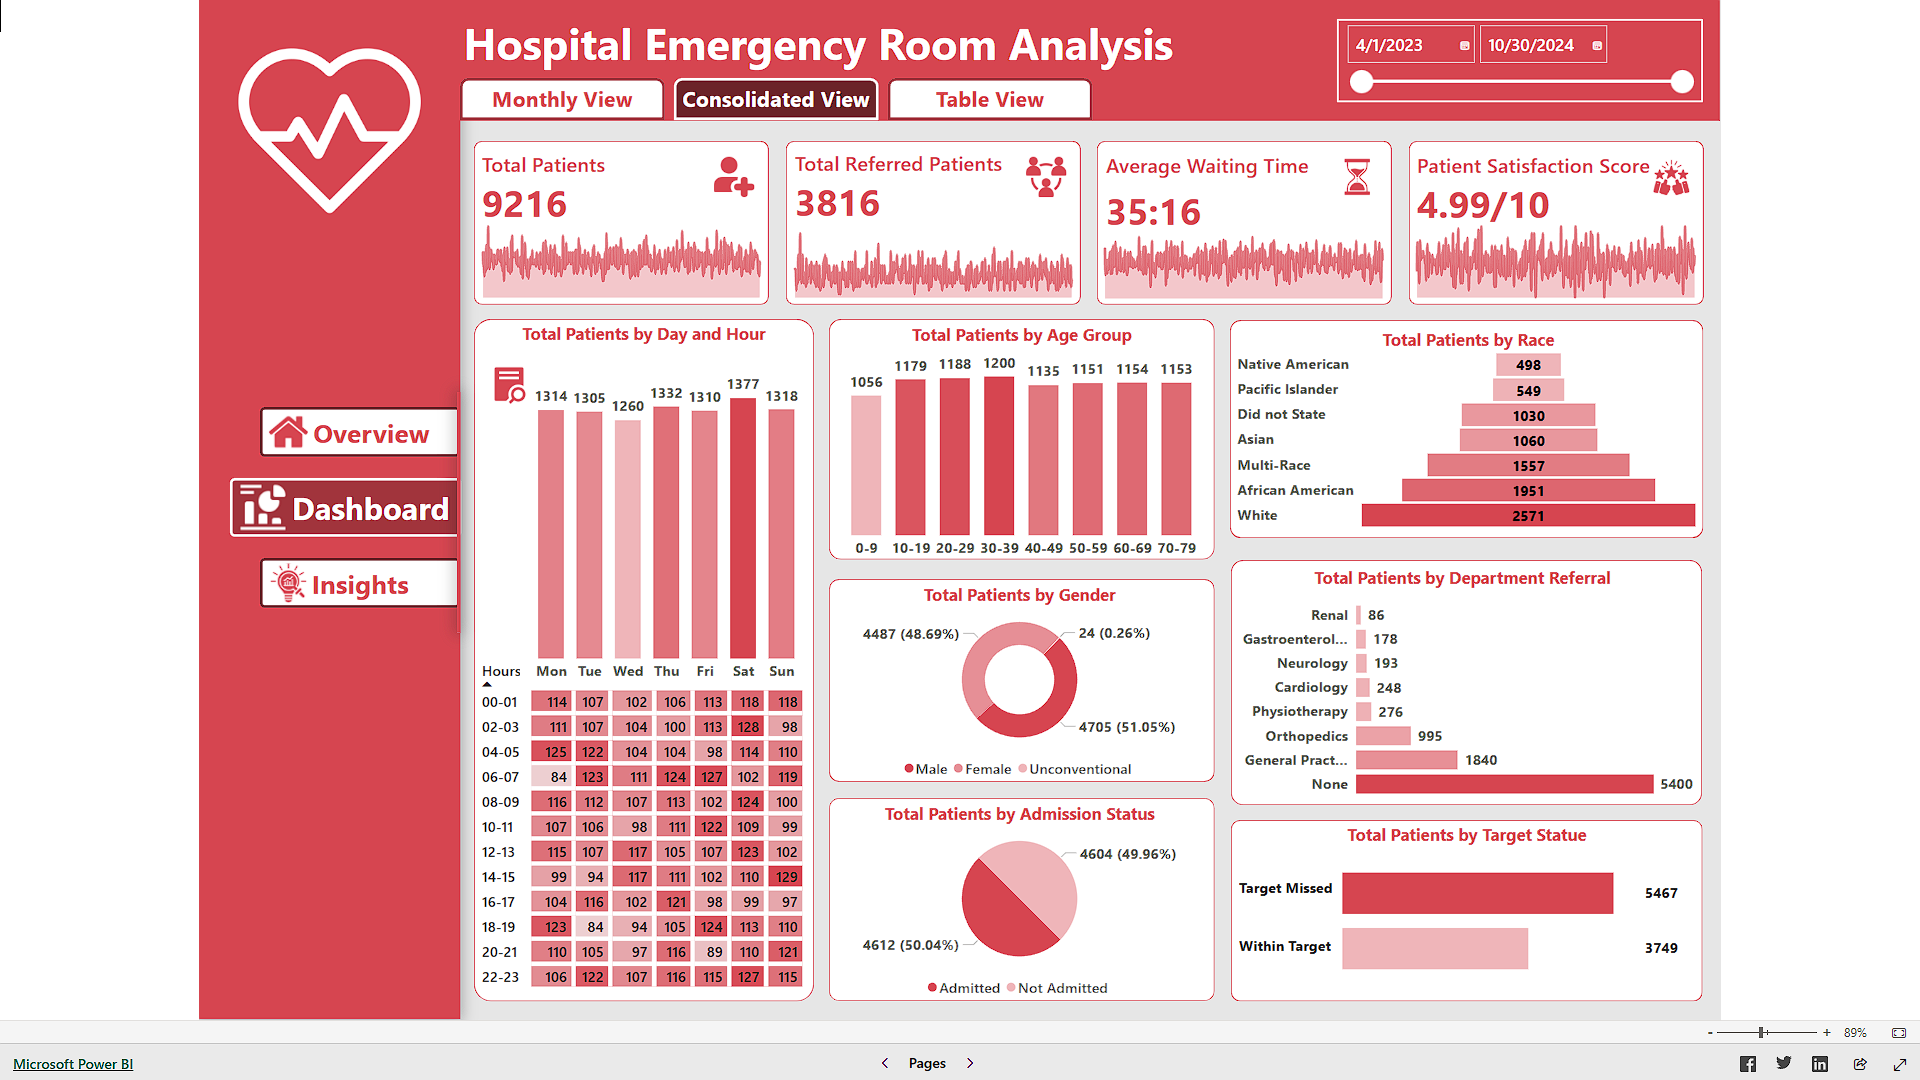 Hospital Emergency Room Analysis
4/1/2023
10/30/2024
Monthly View
Consolidated View
Table View
Overview
Dashboard
Insights
Total Patients
9216
Total Referred Patients
3816
Average Waiting Time
35:16
Patient Satisfaction Score
4.99/10
Total Patients by Day and Hour
1314 1305 1260 1332 1310 1377 1318
Hours Mon Tue Wed Thu Fri Sat Sun
00-01 114 107 102 106 113 118 118
02-03 111 107 104 100 113 128 98
04-05 125 122 104 104 98 114 110
06-07 84 123 111 124 127 102 119
08-09 116 112 107 113 102 124 100
10-11 107 106 98 111 122 109 99
12-13 115 107 117 105 107 123 102
14-15 99 94 117 111 102 110 129
16-17 104 116 102 121 98 99 97
18-19 123 84 94 105 124 113 110
20-21 110 105 97 116 89 110 121
22-23 106 122 107 116 115 127 115
Total Patients by Age Group
1056 1179 1188 1200 1135 1151 1154 1153
0-9 10-19 20-29 30-39 40-49 50-59 60-69 70-79
Total Patients by Gender
4487 (48.69%)
24 (0.26%)
4705 (51.05%)
Male Female Unconventional
Total Patients by Admission Status
4604 (49.96%)
4612 (50.04%)
Admitted Not Admitted
Total Patients by Race
Native American 498
Pacific Islander 549
Did not State 1030
Asian 1060
Multi-Race 1557
African American 1951
White 2571
Total Patients by Department Referral
Renal 86
Gastroenterol... 178
Neurology 193
Cardiology 248
Physiotherapy 276
Orthopedics 995
General Pract... 1840
None 5400
Total Patients by Target Statue
Target Missed 5467
Within Target 3749
- + 89%
Microsoft Power BI
< Pages >